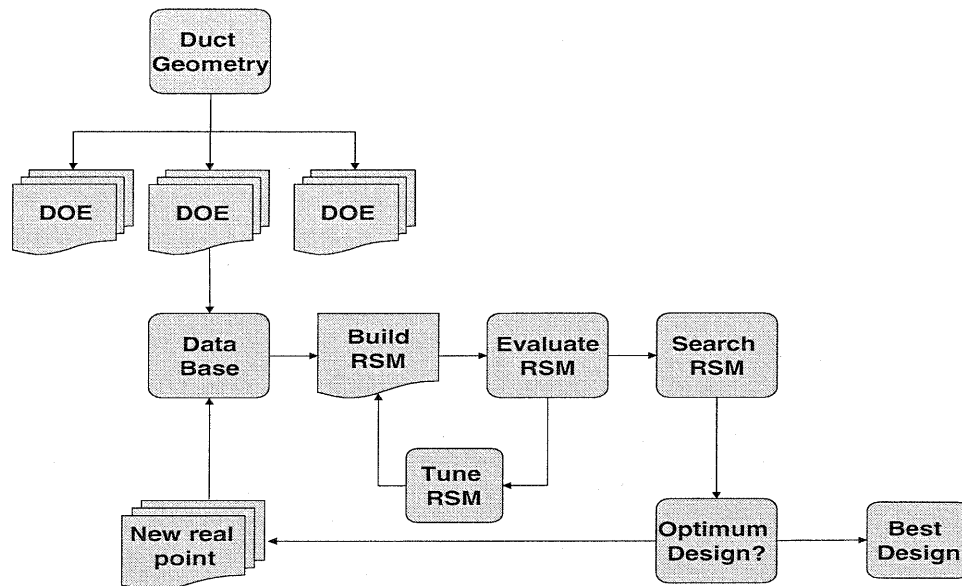 Duct
Geometry
DOE
DOE
DOE
Data
Base
Build
RSM
Evaluate
RSM
Search
RSM
Tune
RSM
New real
point
Optimum
Design?
Best
Design